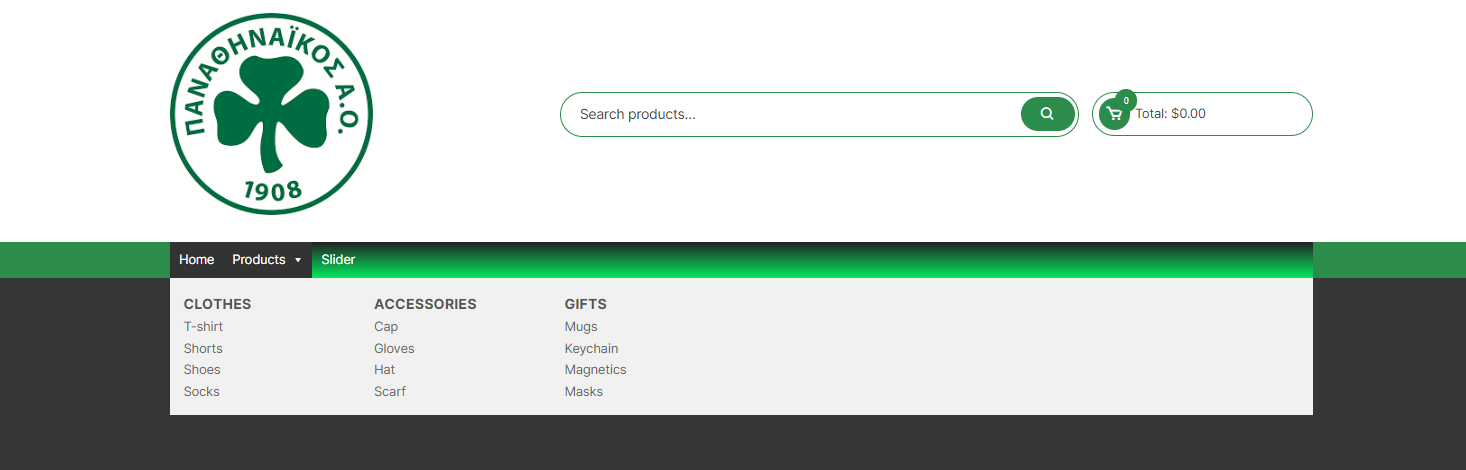 ΠΑΝΑΘΗΝΑΪΚΟΣ Α.Ο.
1908
Search products...
0
Total: $0.00
Home Products Slider
CLOTHES ACCESSORIES GIFTS
T-shirt Cap Mugs
Shorts Gloves Keychain
Shoes Hat Magnetics
Socks Scarf Masks